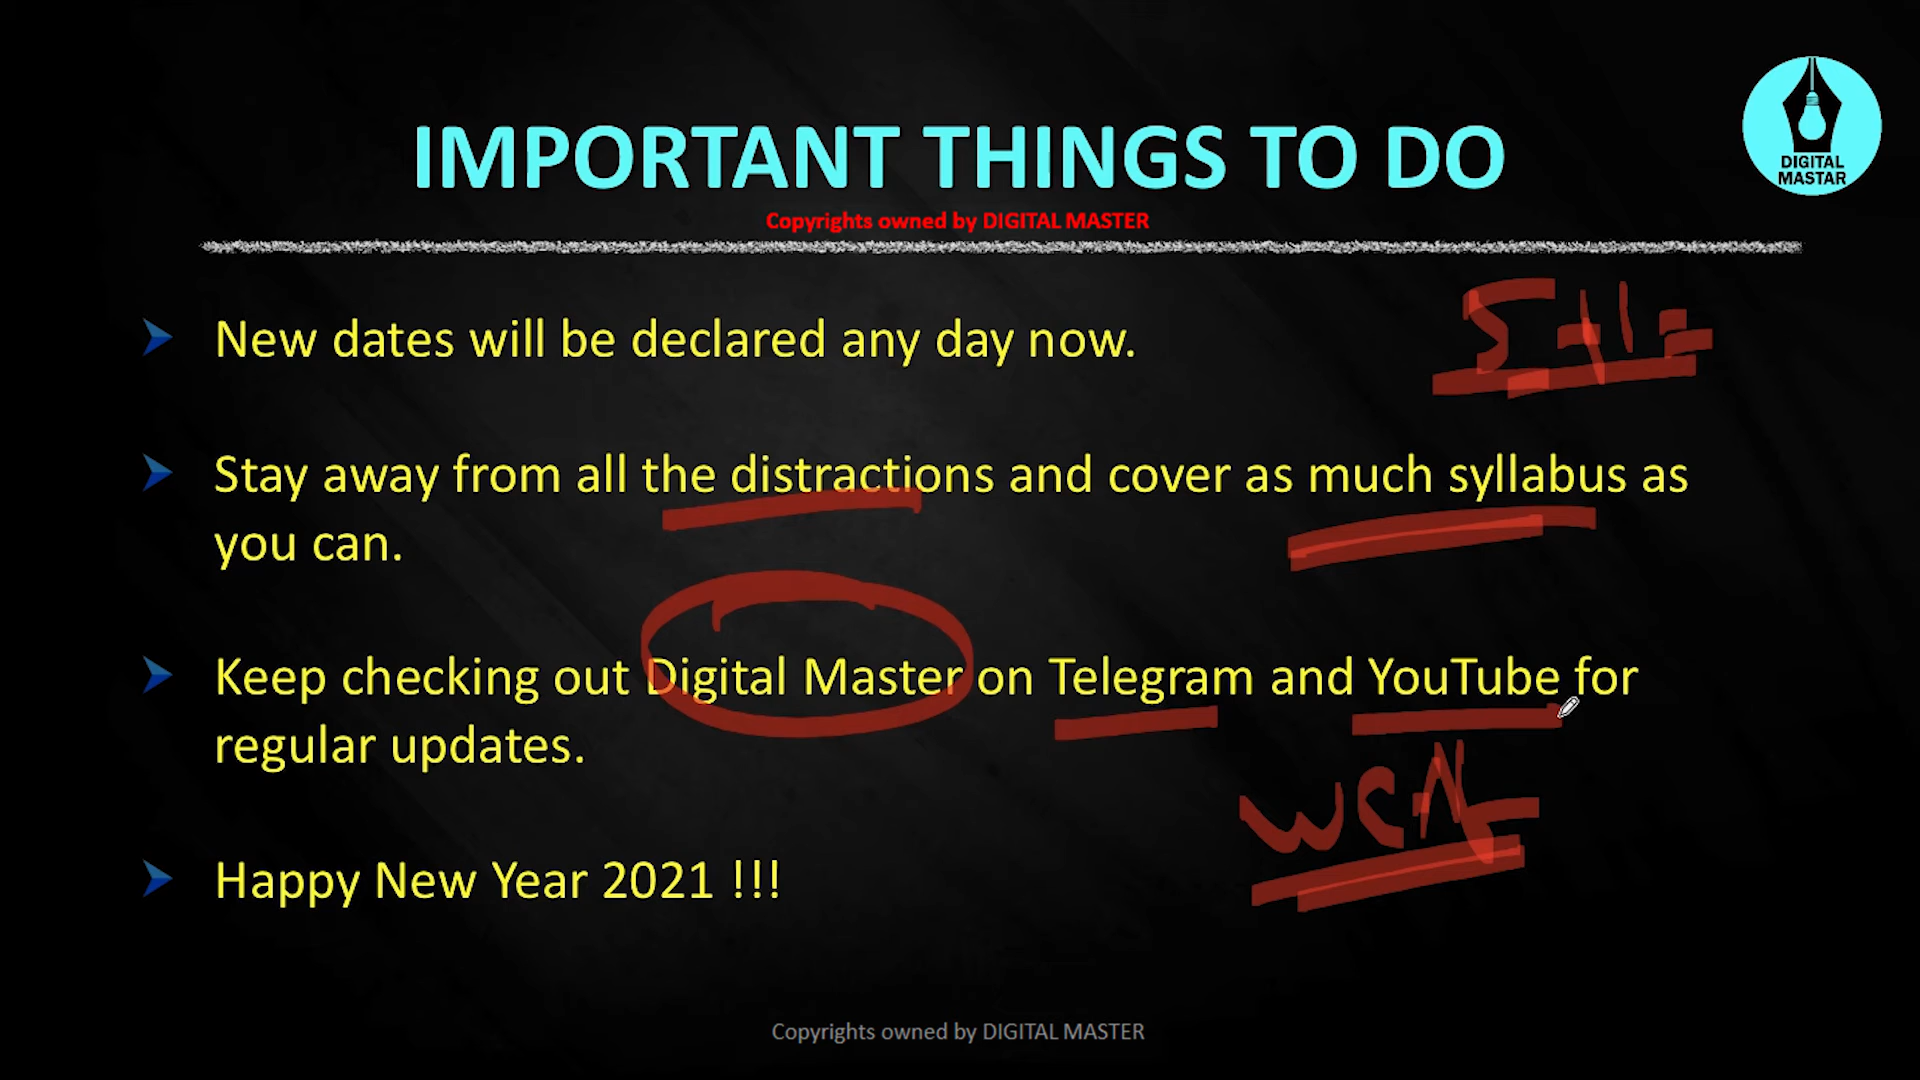 IMPORTANT THINGS TO DO
DIGITAL
MASTAR
Copyrights owned by DIGITAL MASTER
New dates will be declared any day now.
Stay away from all the distractions and cover as much syllabus as
you can.
Keep checking out Digital Master on Telegram and YouTube for
regular updates.
Happy New Year 2021 !!!
Copyrights owned by DIGITAL MASTER